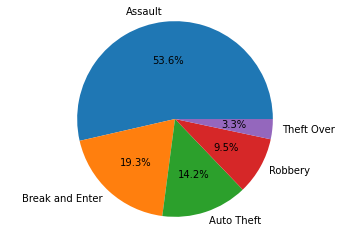 Assault
53.6%
3.3%
Theft Over
9.5%
19.3%
Robbery
14.2%
Break and Enter
Auto Theft